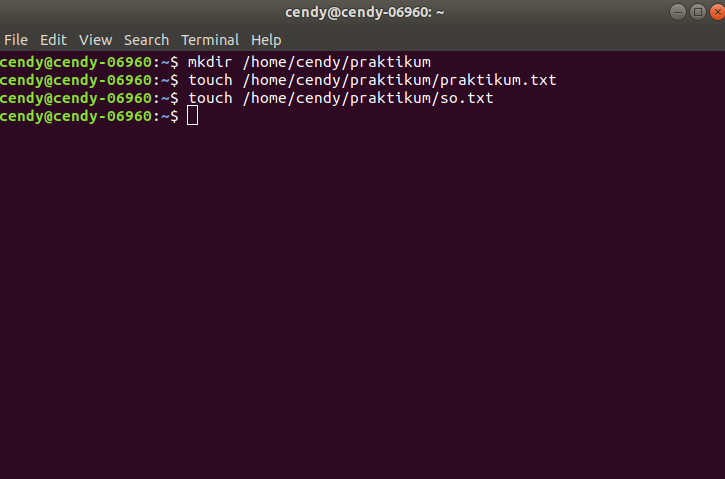 cendy@cendy-06960: ~
File Edit View Search Terminal Help
cendy@cendy-06960:~$ mkdir /home/cendy/praktikum
cendy@cendy-06960:~$ touch /home/cendy/praktikum/praktikum.txt
cendy@cendy-06960:~$ touch /home/cendy/praktikum/so.txt
cendy@cendy-06960:~$